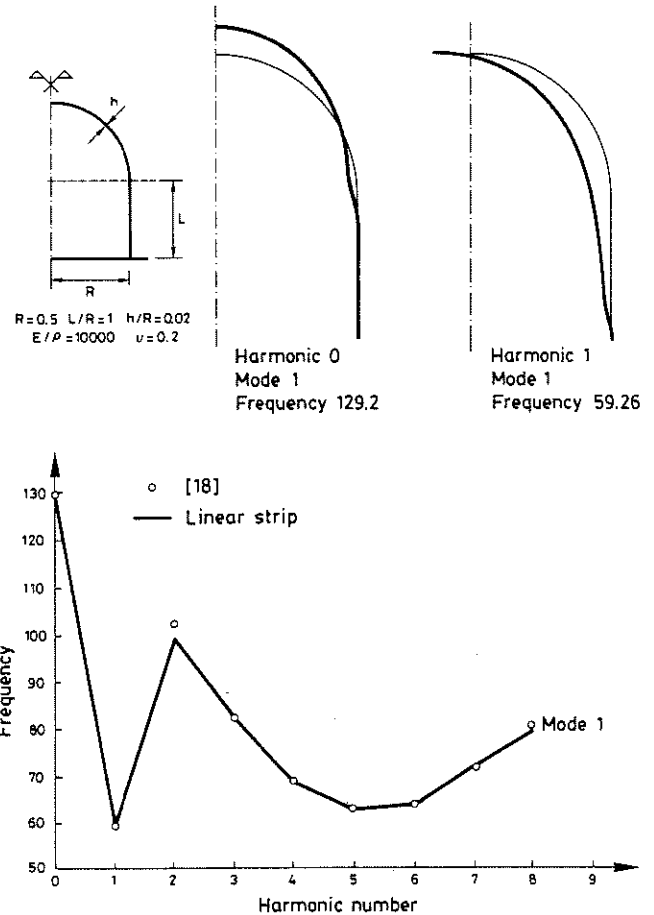 h
L
R
R=0.5 L/R=1 h/R=0.02
E/ρ=10000 υ=0.2
Harmonic 0
Mode 1
Frequency 129.2
Harmonic 1
Mode 1
Frequency 59.26
[18]
Linear strip
130
120
110
100
90
80
70
60
50
Frequency
Mode 1
0 1 2 3 4 5 6 7 8 9
Harmonic number